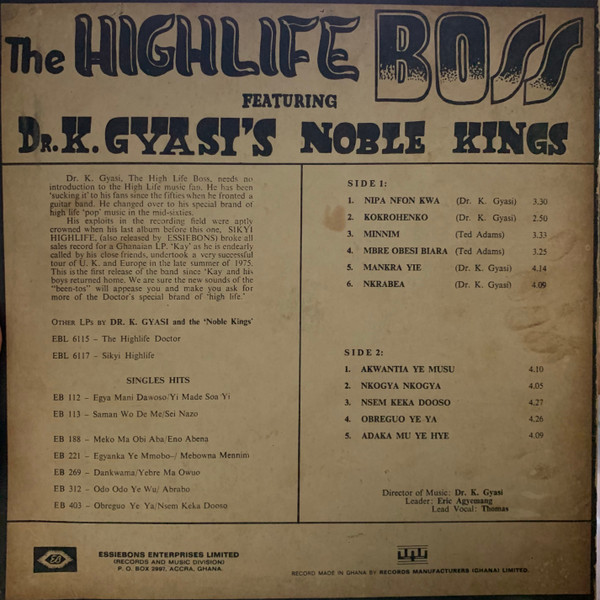 The HIGHLIFE BOSS
FEATURING
DR. K. GYASI'S NOBLE KINGS
Dr. K. Gyasi, The High Life Boss, needs no
introduction to the High Life music fan. He has been
'sucking it' to his fans since the fifties when he fronted a
guitar band. He changed over to his special brand of
high life 'pop' music in the mid-sixties.
His exploits in the recording field were aptly
crowned when his last album before this one, SIKYI
HIGHLIFE, (also released by ESSIEBONS) broke all
sales record for a Ghanaian LP. 'Kay' as he is endearly
called by his close friends, undertook a very successful
tour of U. K. and Europe in the late summer of 1975.
This is the first release of the band since 'Kay and his
boys returned home. We are sure the new sounds of the
"been-tos" will appease you and make you ask for
more of the Doctor's special brand of 'high life.'
OTHER LPS BY DR. K. GYASI and the 'Noble Kings'
EBL 6115 – The Highlife Doctor
EBL 6117 – Sikyi Highlife
SINGLES HITS
EB 112 – Egya Mani Dawoso/Yi Made Soa Yi
EB 113 – Saman Wo De Me/Sei Nazo
EB 188 – Meko Ma Obi Aba/Eno Abena
EB 221 – Egyanka Ye Mmobo–/ Mehowna Mennim
EB 269 – Dankwama/Yebre Ma Owuo
EB 312 – Odo Odo Ye Wu/ Abrabo
EB 403 – Obreguo Ye Ya/Nsem Keka Dooso
SIDE 1:
1. NIPA NFON KWA (Dr. K. Gyasi) 3.30
2. KOKROHENKO (Dr. K. Gyasi) 2.50
3. MINNIM (Ted Adams) 3.33
4. MBRE OBESI BIARA (Ted Adams) 3.25
5. MANKRA YIE (Dr. K. Gyasi) 4.14
6. NKRABEA (Dr. K. Gyasi) 4.09
SIDE 2:
1. AKWANTIA YE MUSU 4.10
2. NKOGYA NKOGYA 4.05
3. NSEM KEKA DOOSO 4.27
4. OBREGUO YE YA 4.26
5. ADAKA MU YE HYE 4.09
Director of Music: Dr. K. Gyasi
Leader: Eric Agyemang
Lead Vocal: Thomas
EB
ESSIEBONS ENTERPRISES LIMITED
(RECORDS AND MUSIC DIVISION)
P. O. BOX 2997, ACCRA, GHANA.
RECORD MADE IN GHANA BY RECORDS MANUFACTURERS (GHANA) LIMITED.